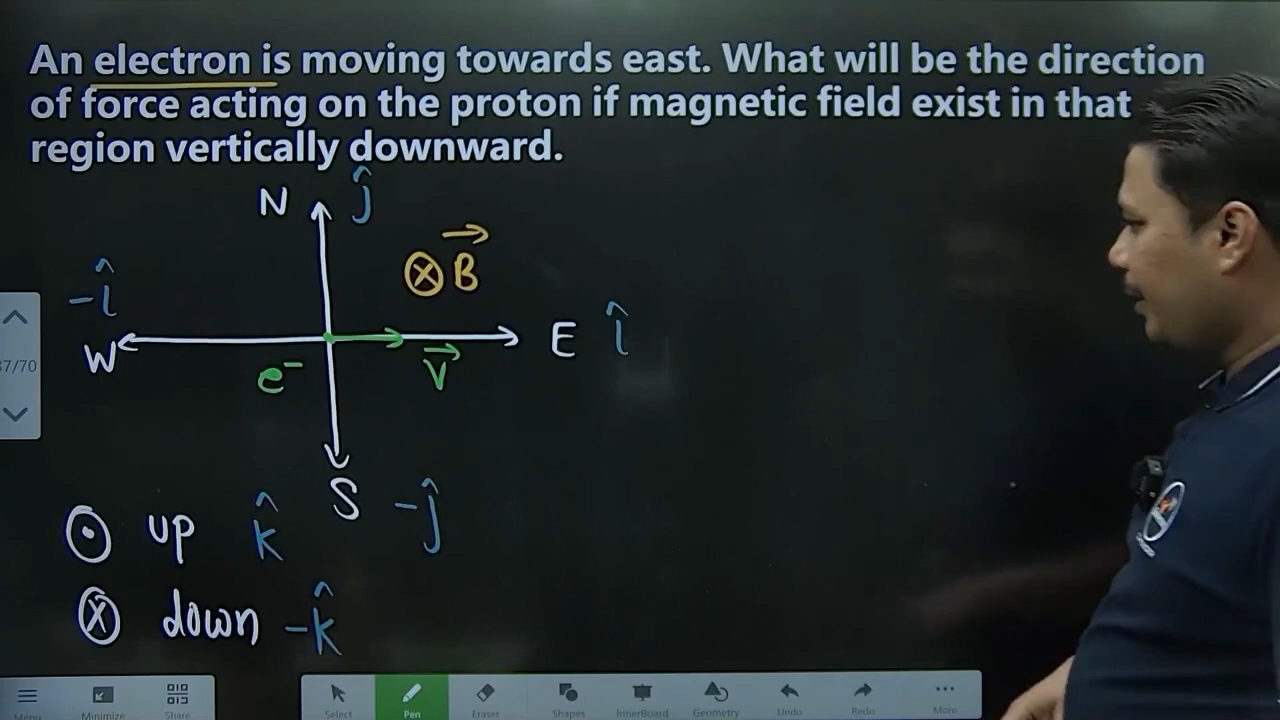 An electron is moving towards east. What will be the direction
of force acting on the proton if magnetic field exist in that
region vertically downward.
N ĵ
⊗ B⃗
-î
W E î
e⁻ v⃗
37/70
S -ĵ
⊙ up k̂
⊗ down -k̂
Menu Minimize Share Select Pen Eraser Shapes InnerBoard Geometry Undo Redo More